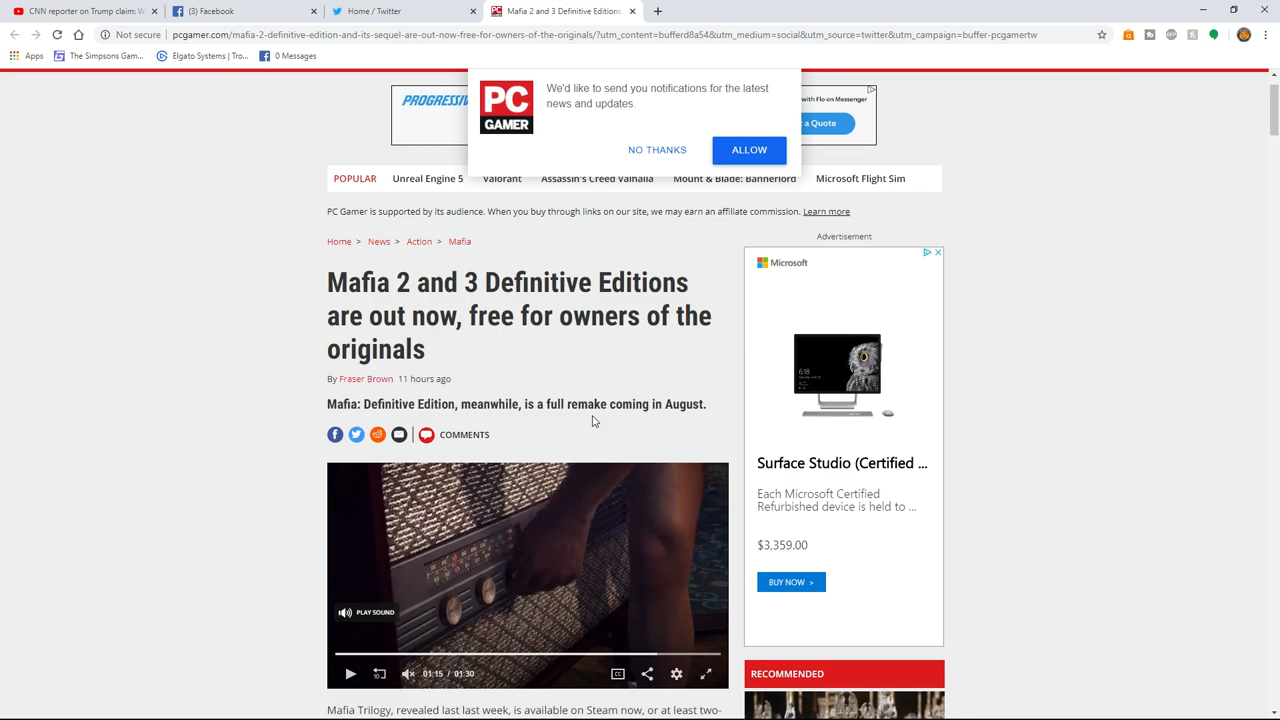 CNN reporter on Trump claim: W
(3) Facebook
Home / Twitter
Mafia 2 and 3 Definitive Editions
Not secure
pcgamer.com/mafia-2-definitive-edition-and-its-sequel-are-out-now-free-for-owners-of-the-originals/?utm_content=bufferd8a54&utm_medium=social&utm_source=twitter&utm_campaign=buffer-pcgamertw
Apps
The Simpsons Gam...
Elgato Systems | Tro...
0 Messages
PROGRESSIV
We'd like to send you notifications for the latest
news and updates.
PC
GAMER
NO THANKS
ALLOW
with Flo on Messenger
t a Quote
POPULAR
Unreal Engine 5
Valorant
Assassin's Creed Valhalla
Mount & Blade: Bannerlord
Microsoft Flight Sim
PC Gamer is supported by its audience. When you buy through links on our site, we may earn an affiliate commission. Learn more
Home > News > Action > Mafia
Mafia 2 and 3 Definitive Editions
are out now, free for owners of the
originals
By Fraser Brown 11 hours ago
Mafia: Definitive Edition, meanwhile, is a full remake coming in August.
COMMENTS
PLAY SOUND
10
01:15 / 01:30
CC
Mafia Trilogy, revealed last last week, is available on Steam now, or at least two-
Advertisement
Microsoft
6:18
Surface Studio (Certified ...
Each Microsoft Certified
Refurbished device is held to ...
$3,359.00
BUY NOW >
RECOMMENDED